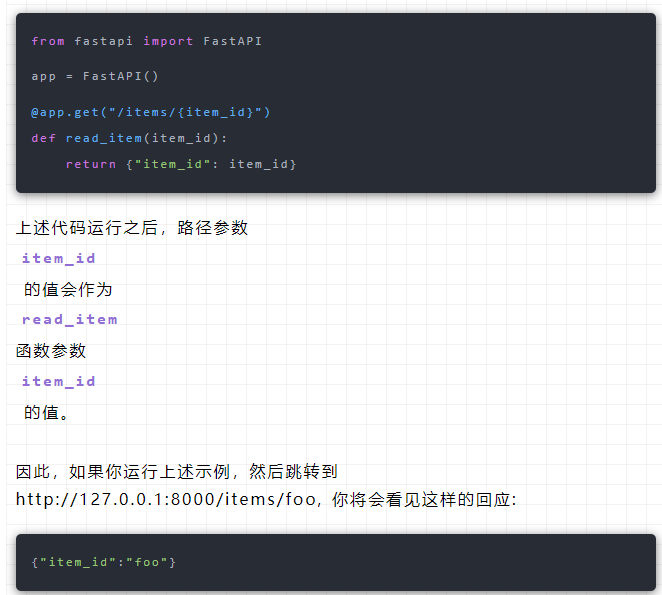 from fastapi import FastAPI
app = FastAPI()
@app.get("/items/{item_id}")
def read_item(item_id):
    return {"item_id": item_id}
上述代码运行之后，路径参数
item_id
的值会作为
read_item
函数参数
item_id
的值。
因此，如果你运行上述示例，然后跳转到
http://127.0.0.1:8000/items/foo, 你将会看见这样的回应:
{"item_id":"foo"}